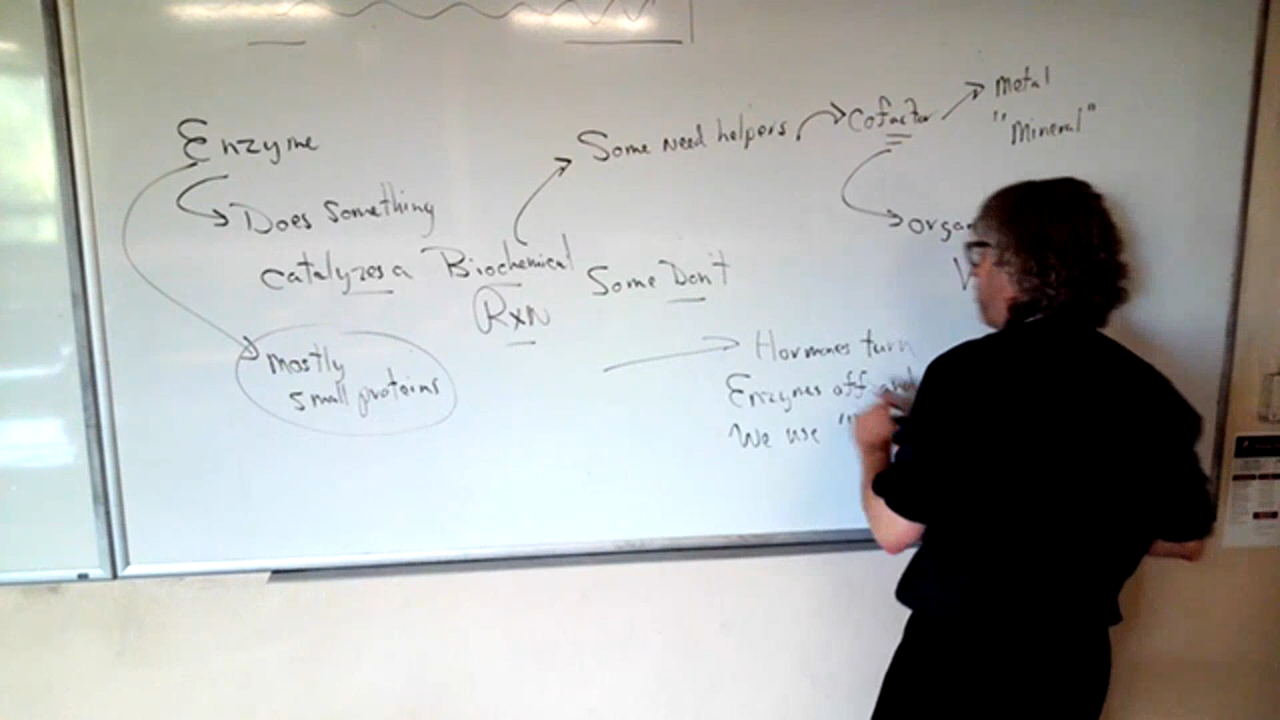 Enzyme
Does Something
catalyzes a Biochemical
RXN
mostly
small proteins
Some need helpers
Some Don't
Cofactor
metal
"Mineral"
Hormones turn
Enzymes off and
We use